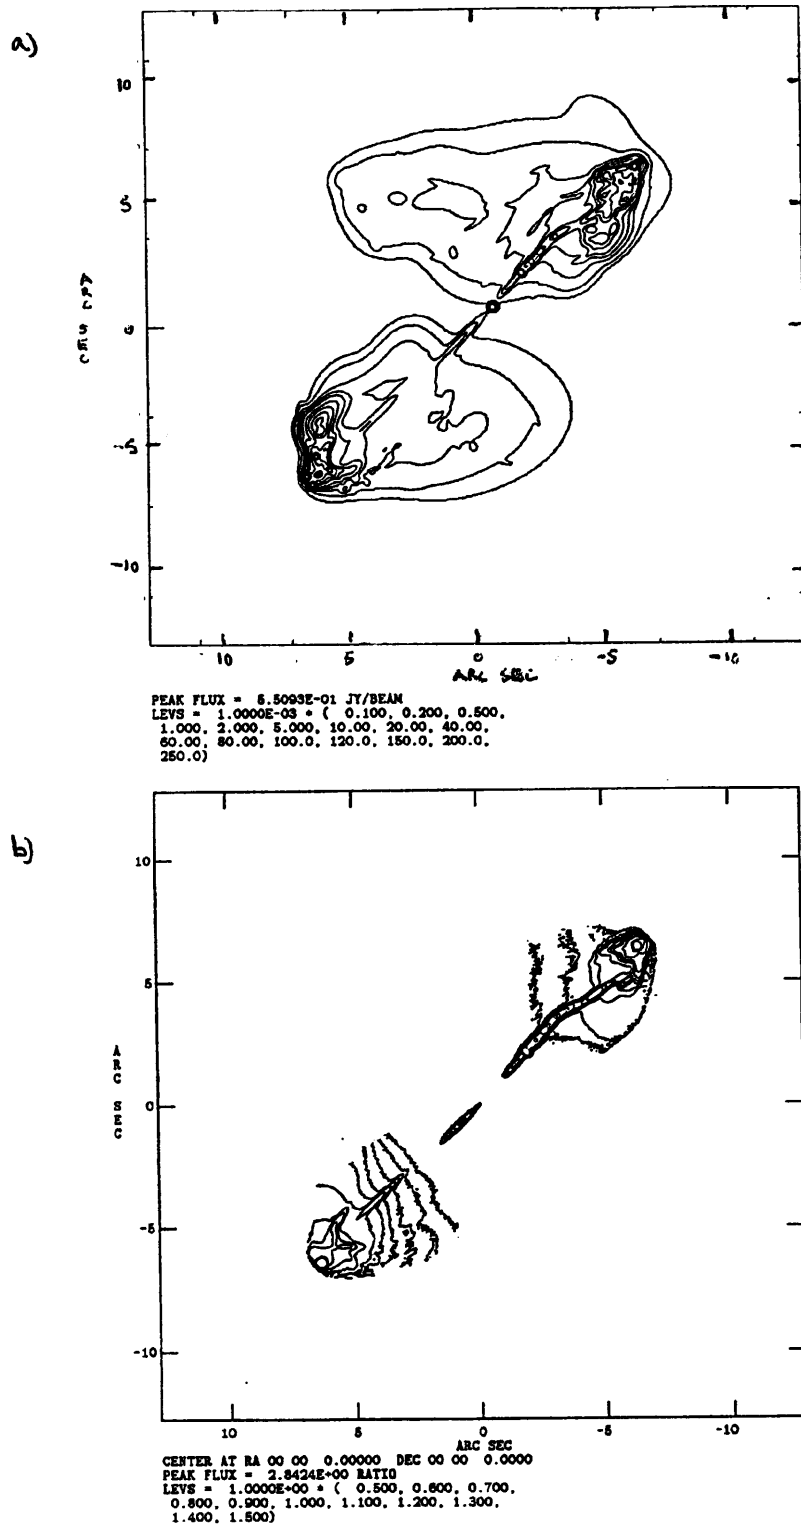 a)
10
5
0
-5
-10
ARC SEC
10 5 0 -5 -10
ARC SEC
PEAK FLUX = 5.5093E-01 JY/BEAM
LEVS = 1.0000E-03 * ( 0.100, 0.200, 0.500,
1.000, 2.000, 5.000, 10.00, 20.00, 40.00,
60.00, 80.00, 100.0, 120.0, 150.0, 200.0,
250.0)
b)
10
5
0
-5
-10
ARC SEC
10 5 0 -5 -10
ARC SEC
CENTER AT RA 00 00 0.00000 DEC 00 00 0.0000
PEAK FLUX = 2.8424E+00 RATIO
LEVS = 1.0000E+00 * ( 0.500, 0.600, 0.700,
0.800, 0.900, 1.000, 1.100, 1.200, 1.300,
1.400, 1.500)